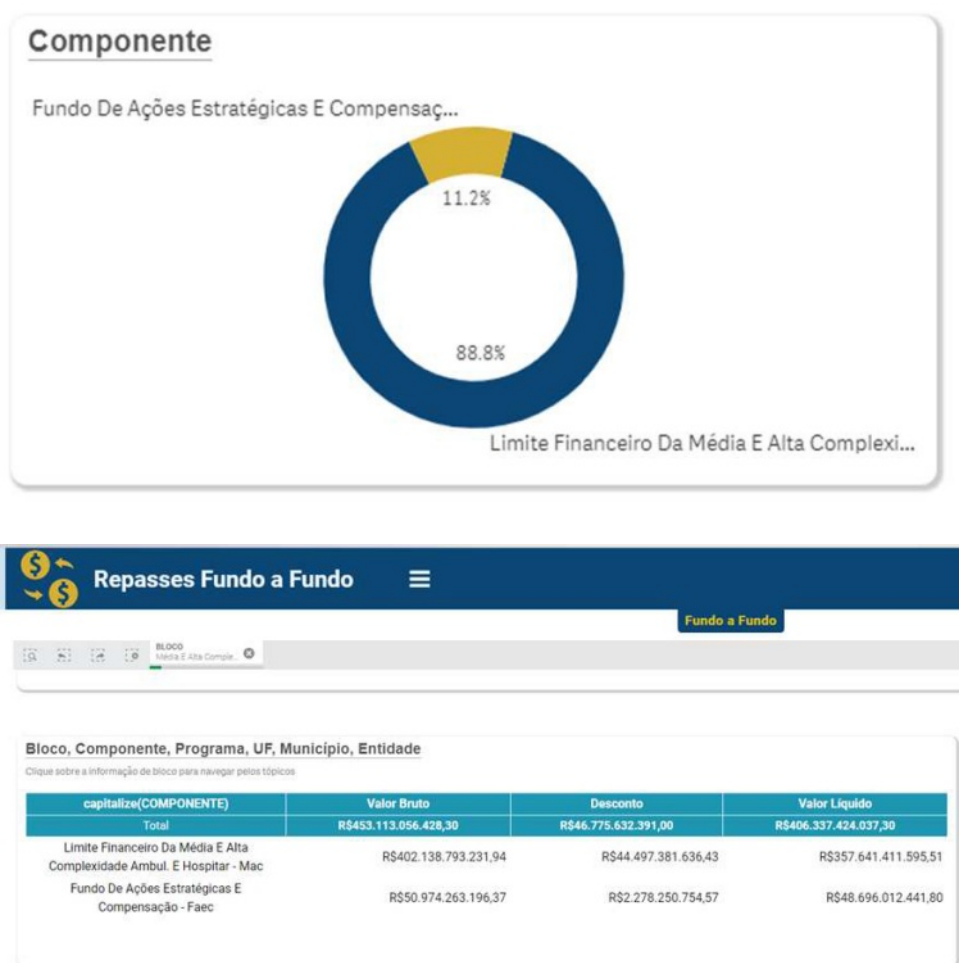 Componente
Fundo De Ações Estratégicas E Compensaç...
11.2%
88.8%
Limite Financeiro Da Média E Alta Complexi...
Repasses Fundo a Fundo
Fundo a Fundo
BLOCO
Média E Alta Comple...
Bloco, Componente, Programa, UF, Município, Entidade
Clique sobre a informação de bloco para navegar pelos tópicos
capitalize(COMPONENTE) Valor Bruto Desconto Valor Líquido
Total R$453.113.056.428,30 R$46.775.632.391,00 R$406.337.424.037,30
Limite Financeiro Da Média E Alta
Complexidade Ambul. E Hospitar - Mac R$402.138.793.231,94 R$44.497.381.636,43 R$357.641.411.595,51
Fundo De Ações Estratégicas E
Compensação - Faec R$50.974.263.196,37 R$2.278.250.754,57 R$48.696.012.441,80